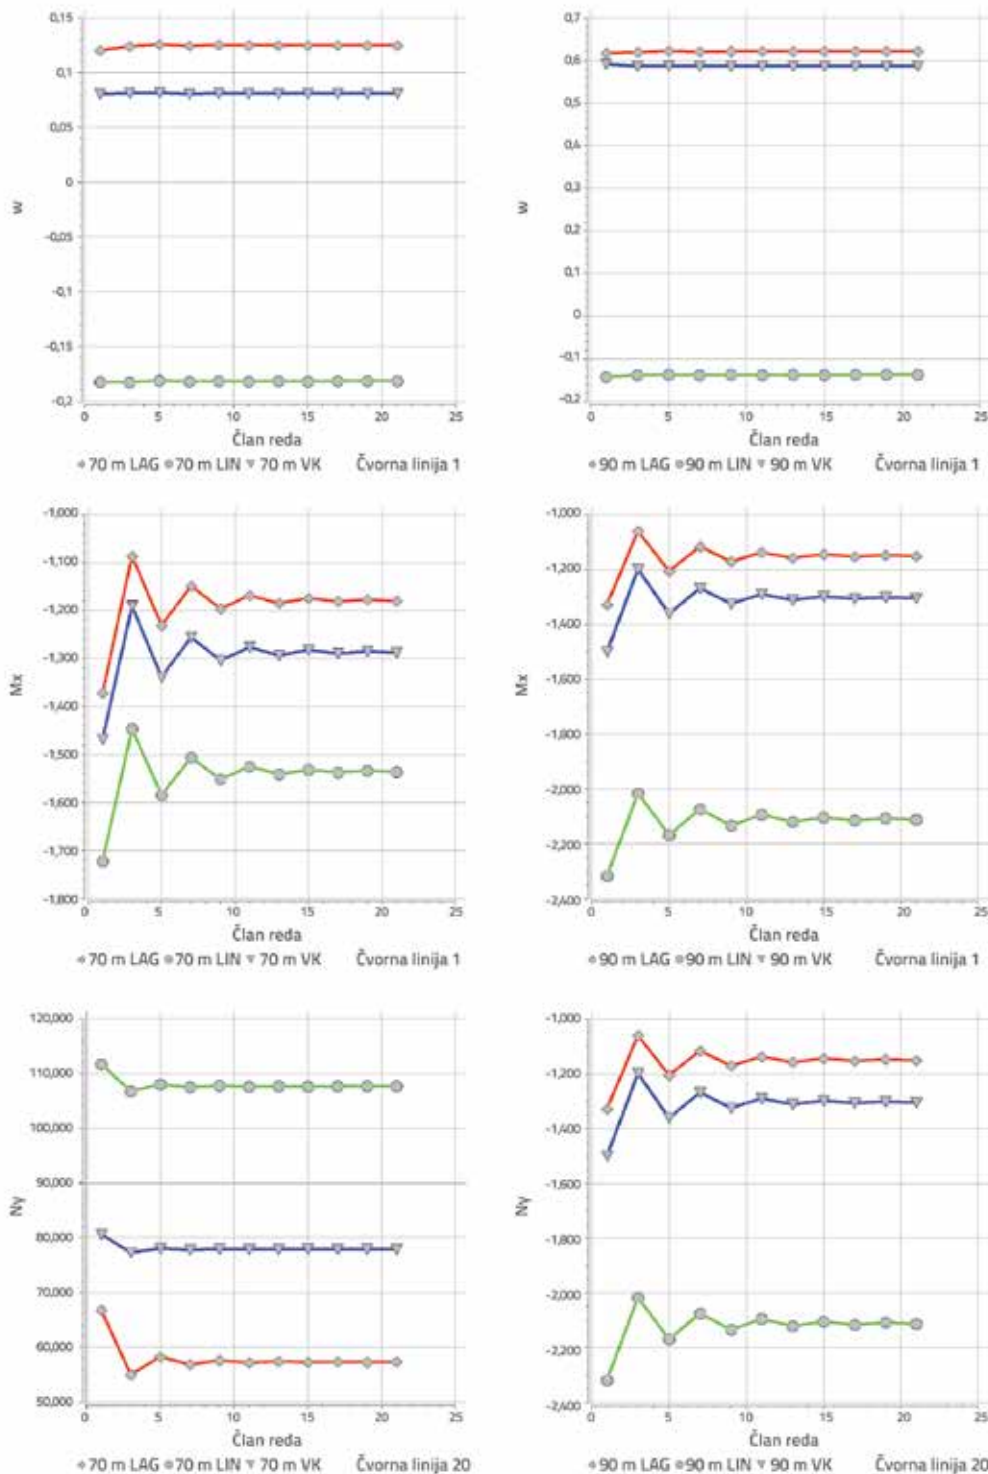 0,15
0,1
0,05
0
-0,05
-0,1
-0,15
-0,2
w
0 5 10 15 20 25
Član reda
70 m LAG 70 m LIN 70 m VK Čvorna linija 1
0,7
0,6
0,5
0,4
0,3
0,2
0,1
0
-0,1
-0,2
w
0 5 10 15 20 25
Član reda
90 m LAG 90 m LIN 90 m VK Čvorna linija 1
-1,000
-1,100
-1,200
-1,300
-1,400
-1,500
-1,600
-1,700
-1,800
Mx
0 5 10 15 20 25
Član reda
70 m LAG 70 m LIN 70 m VK Čvorna linija 1
-1,000
-1,200
-1,400
-1,600
-1,800
-2,000
-2,200
-2,400
Mx
0 5 10 15 20 25
Član reda
90 m LAG 90 m LIN 90 m VK Čvorna linija 1
120,000
110,000
100,000
90,000
80,000
70,000
60,000
50,000
Ny
0 5 10 15 20 25
Član reda
70 m LAG 70 m LIN 70 m VK Čvorna linija 20
-1,000
-1,200
-1,400
-1,600
-1,800
-2,000
-2,200
-2,400
Ny
0 5 10 15 20 25
Član reda
90 m LAG 90 m LIN 90 m VK Čvorna linija 20